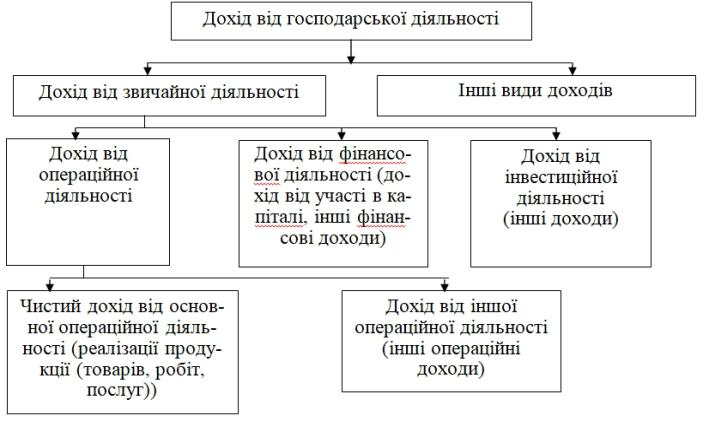 Дохід від господарської діяльності
Дохід від звичайної діяльності
Інші види доходів
Дохід від
операційної
діяльності
Дохід від фінансо-
вої діяльності (до-
хід від участі в ка-
піталі, інші фінан-
сові доходи)
Дохід від
інвестиційної
діяльності
(інші доходи)
Чистий дохід від основ-
ної операційної діяль-
ності (реалізації проду-
кції (товарів, робіт,
послуг))
Дохід від іншої
операційної діяльності
(інші операційні
доходи)